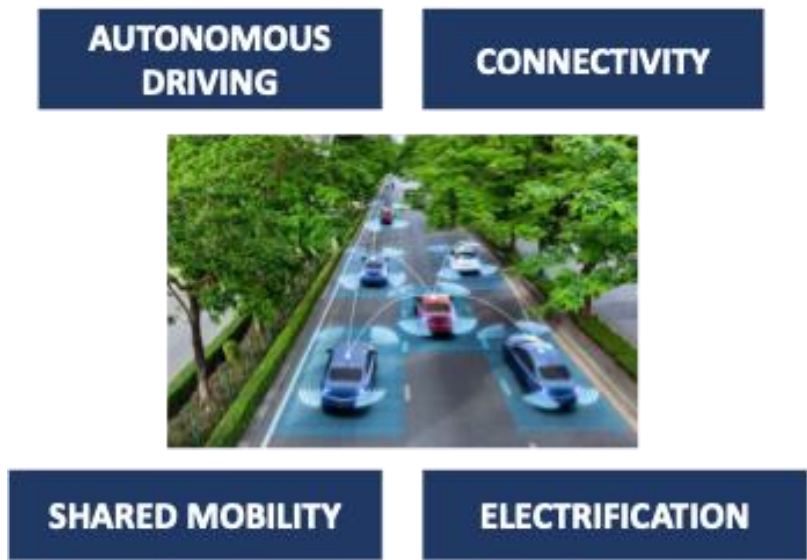 AUTONOMOUS
DRIVING
CONNECTIVITY
SHARED MOBILITY
ELECTRIFICATION